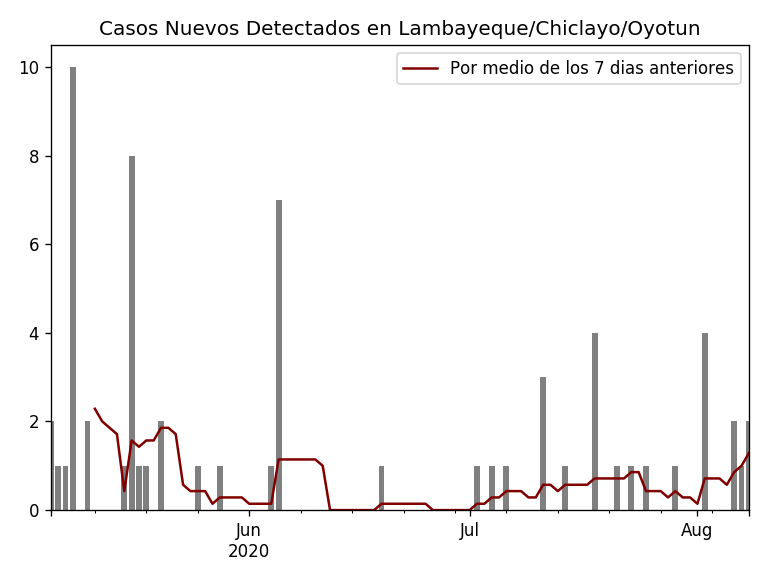 Casos Nuevos Detectados en Lambayeque/Chiclayo/Oyotun
Por medio de los 7 dias anteriores
10
8
6
4
2
0
Jun
2020
Jul
Aug